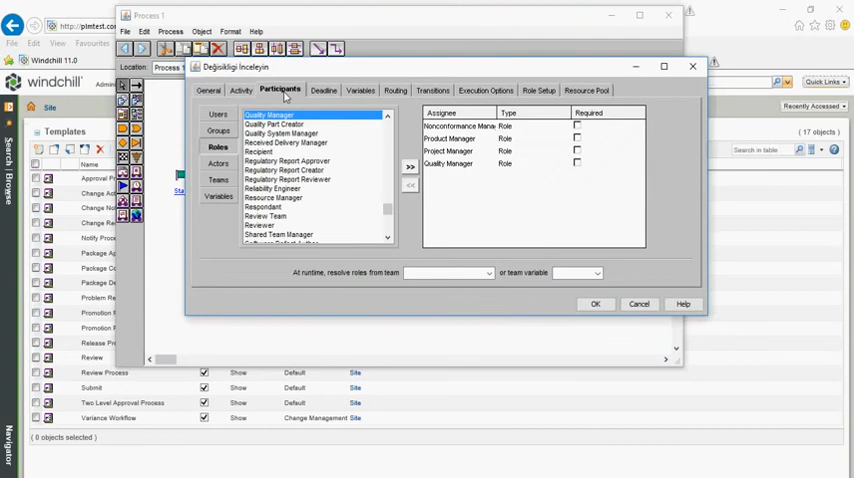 Process 1
http://plmtest.co
File Edit View Favourites
File Edit Process Object Format Help
Windchill 11.0
Location: Process 1
windchill
Quick Links
Site
Recently Accessed
Değisikligi İnceleyin
General Activity Participants Deadline Variables Routing Transitions Execution Options Role Setup Resource Pool
Users
Groups
Roles
Actors
Teams
Variables
Quality Manager
Quality Part Creator
Quality System Manager
Received Delivery Manager
Recipient
Regulatory Report Approver
Regulatory Report Creator
Regulatory Report Reviewer
Reliability Engineer
Resource Manager
Respondant
Review Team
Reviewer
Shared Team Manager
>>
<<
Assignee Type Required
Nonconformance Mana Role
Product Manager Role
Project Manager Role
Quality Manager Role
At runtime, resolve roles from team or team variable
OK Cancel Help
Search | Browse
Navigator
Templates
( 17 objects )
Search in table
Name
Approval Pr
Change Act
Change Adm
Change Not
Notify Proce
Package Ap
Package Co
Package De
Problem Re
Promotion
Promotion
Release Pr
Review
Review Process Show Default Site
Submit Show Default Site
Two Level Approval Process Show Default Site
Variance Workflow Show Change Management Site
( 0 objects selected )
Sta